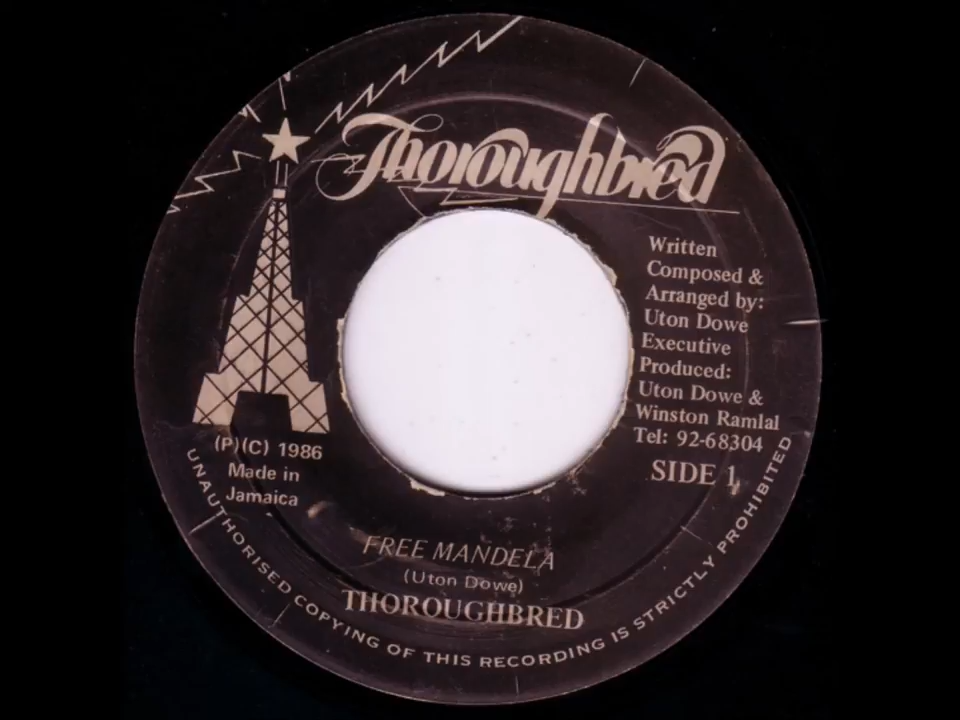 Thoroughbred
Written
Composed &
Arranged by:
Uton Dowe
Executive
Produced:
Uton Dowe &
Winston Ramlal
Tel: 92-68304
SIDE 1
(P)(C) 1986
Made in
Jamaica
FREE MANDELA
(Uton Dowe)
THOROUGHBRED
UNAUTHORISED COPYING OF THIS RECORDING IS STRICTLY PROHIBITED